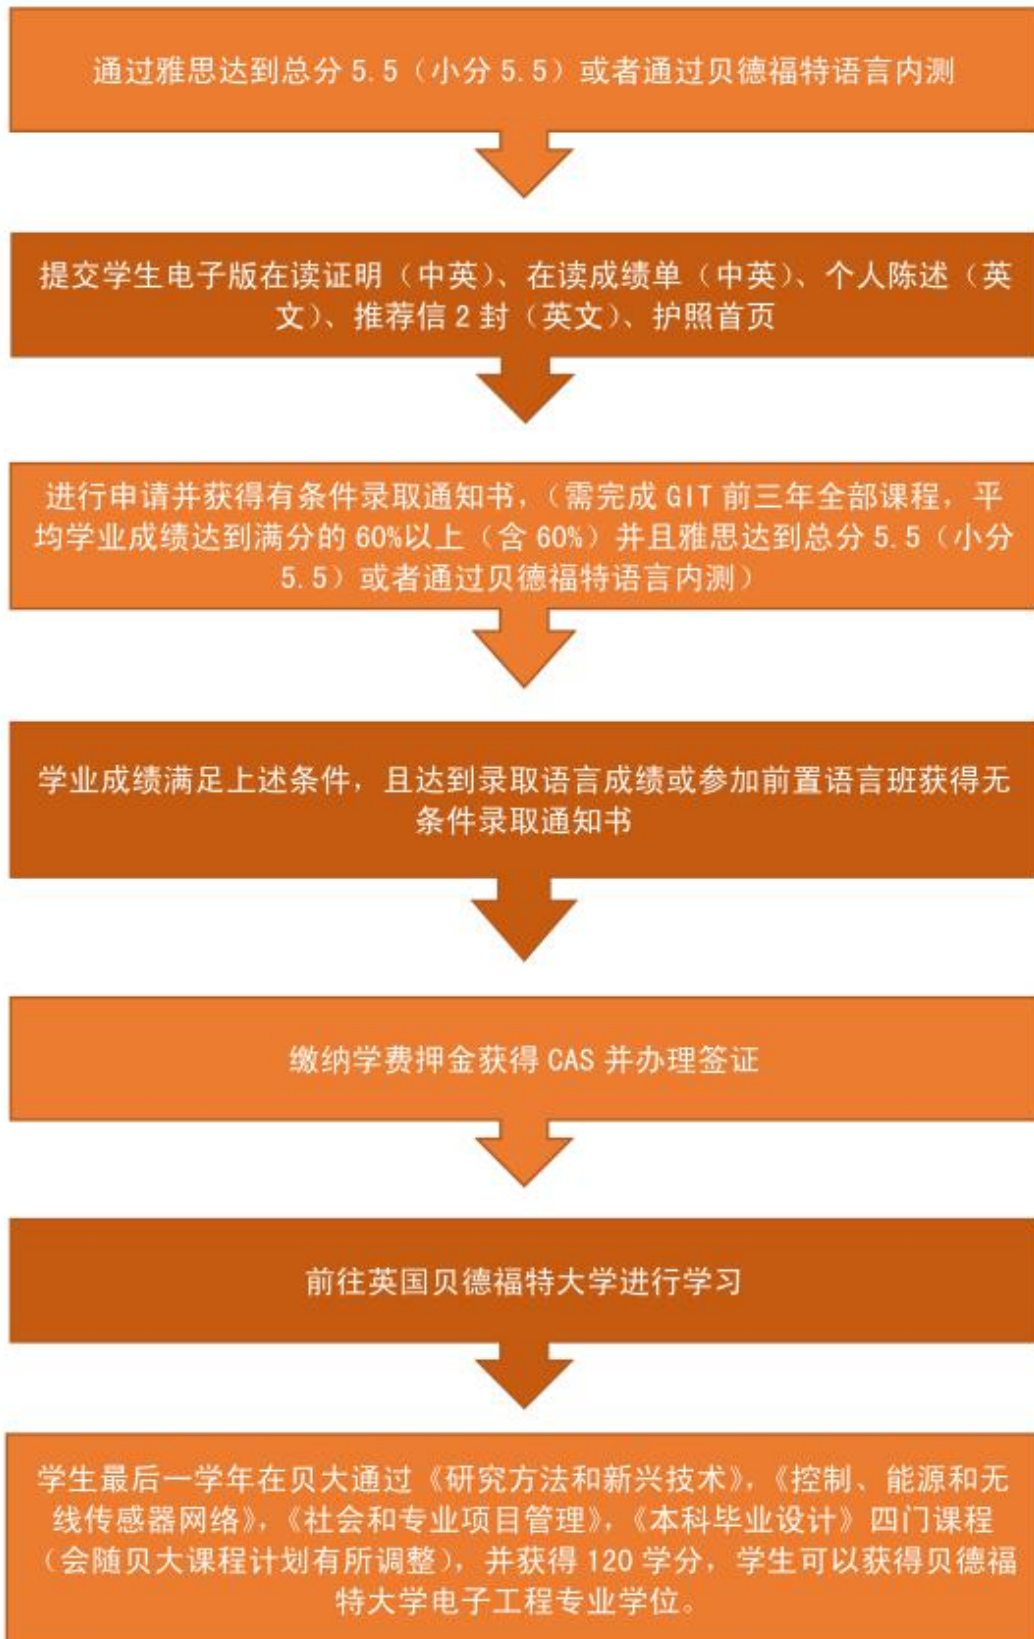 通过雅思达到总分 5.5（小分 5.5）或者通过贝德福特语言内测
提交学生电子版在读证明（中英）、在读成绩单（中英）、个人陈述（英
文）、推荐信 2 封（英文）、护照首页
进行申请并获得有条件录取通知书，（需完成 GIT 前三年全部课程，平
均学业成绩达到满分的 60%以上（含 60%）并且雅思达到总分 5.5（小分
5.5）或者通过贝德福特语言内测）
学业成绩满足上述条件，且达到录取语言成绩或参加前置语言班获得无
条件录取通知书
缴纳学费押金获得 CAS 并办理签证
前往英国贝德福特大学进行学习
学生最后一学年在贝大通过《研究方法和新兴技术》，《控制、能源和无
线传感器网络》，《社会和专业项目管理》，《本科毕业设计》四门课程
（会随贝大课程计划有所调整），并获得 120 学分，学生可以获得贝德福
特大学电子工程专业学位。